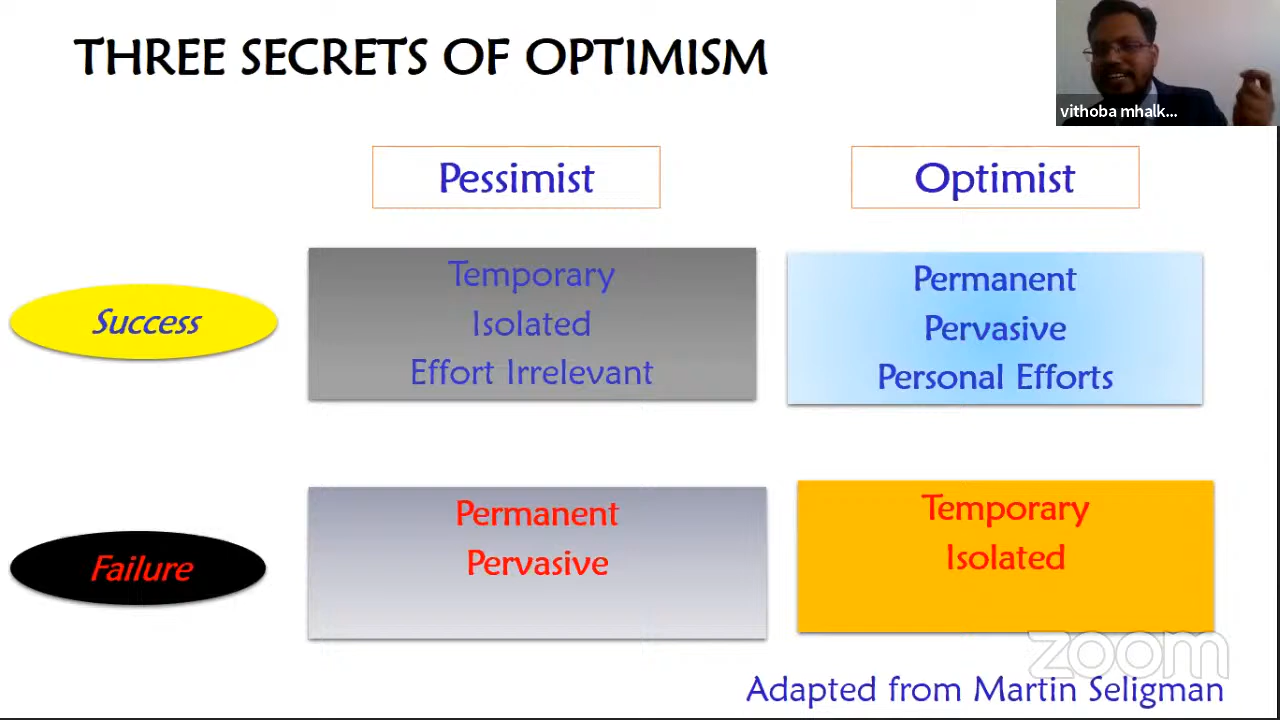 THREE SECRETS OF OPTIMISM
vithoba mhalk...
Pessimist
Optimist
Success
Temporary
Isolated
Effort Irrelevant
Permanent
Pervasive
Personal Efforts
Failure
Permanent
Pervasive
Temporary
Isolated
zoom
Adapted from Martin Seligman